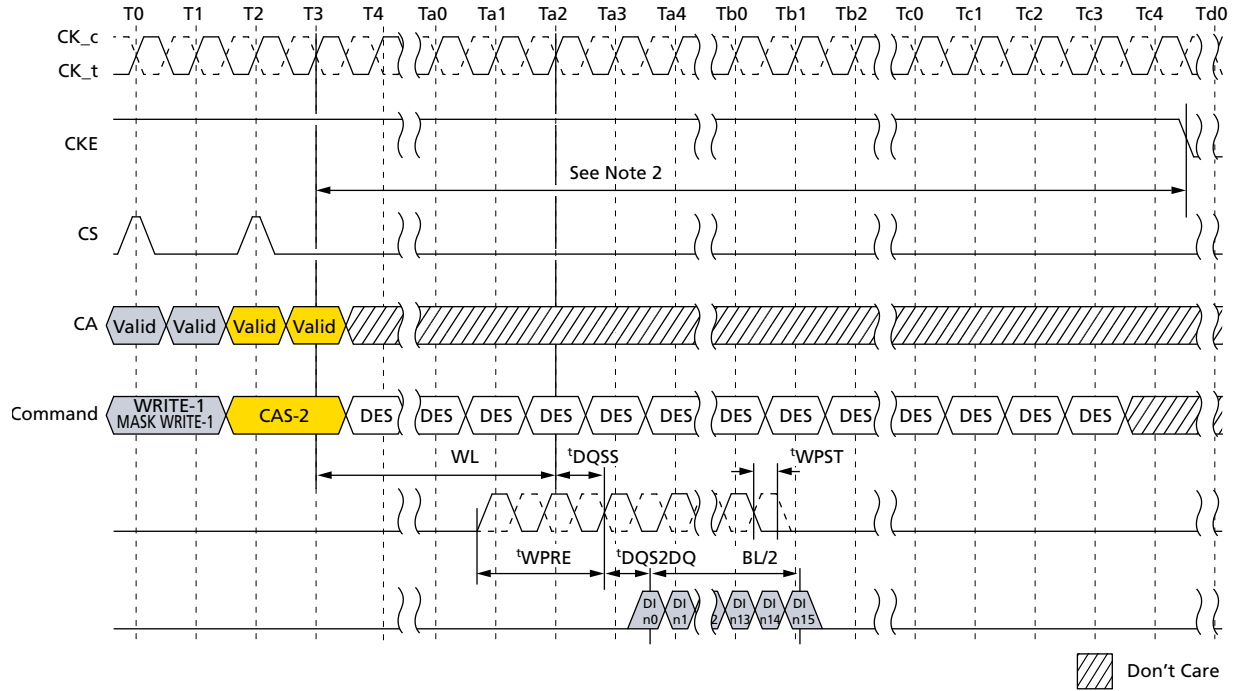 T0 T1 T2 T3 T4 Ta0 Ta1 Ta2 Ta3 Ta4 Tb0 Tb1 Tb2 Tc0 Tc1 Tc2 Tc3 Tc4 Td0
CK_c
CK_t
CKE
See Note 2
CS
CA Valid Valid Valid Valid
Command WRITE-1 MASK WRITE-1 CAS-2 DES DES DES DES DES DES DES DES DES DES DES DES DES
WL tDQSS tWPST
tWPRE tDQS2DQ BL/2
DI n0 DI n1 2 DI n13 DI n14 DI n15
Don't Care